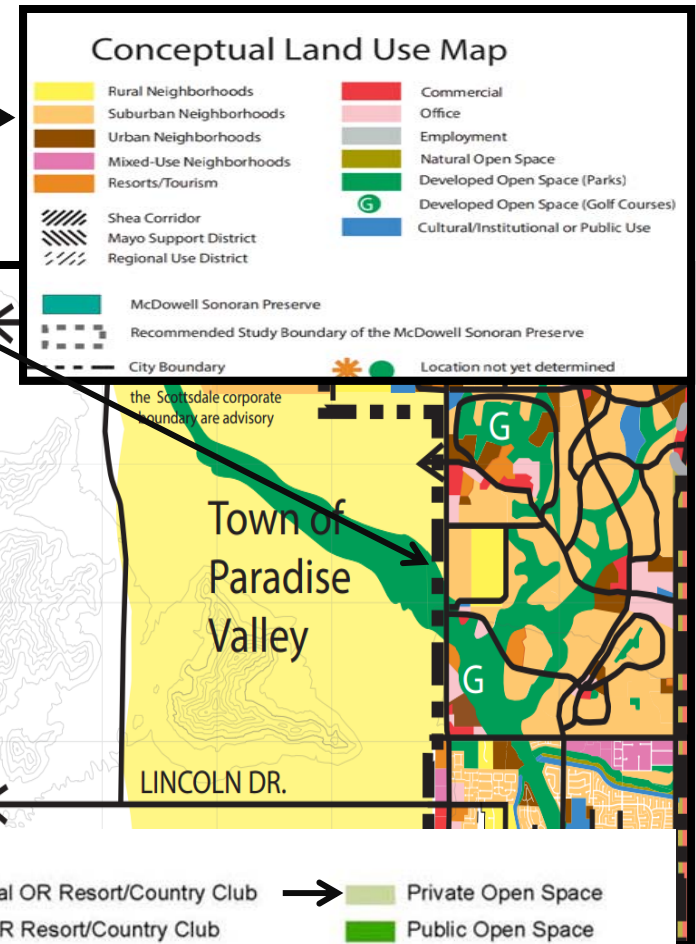 Conceptual Land Use Map
Rural Neighborhoods
Suburban Neighborhoods
Urban Neighborhoods
Mixed-Use Neighborhoods
Resorts/Tourism
Commercial
Office
Employment
Natural Open Space
Developed Open Space (Parks)
G Developed Open Space (Golf Courses)
Cultural/Institutional or Public Use
Shea Corridor
Mayo Support District
Regional Use District
McDowell Sonoran Preserve
Recommended Study Boundary of the McDowell Sonoran Preserve
City Boundary
Location not yet determined
the Scottsdale corporate
boundary are advisory
G
Town of
Paradise
Valley
G
LINCOLN DR.
al OR Resort/Country Club
R Resort/Country Club
Private Open Space
Public Open Space